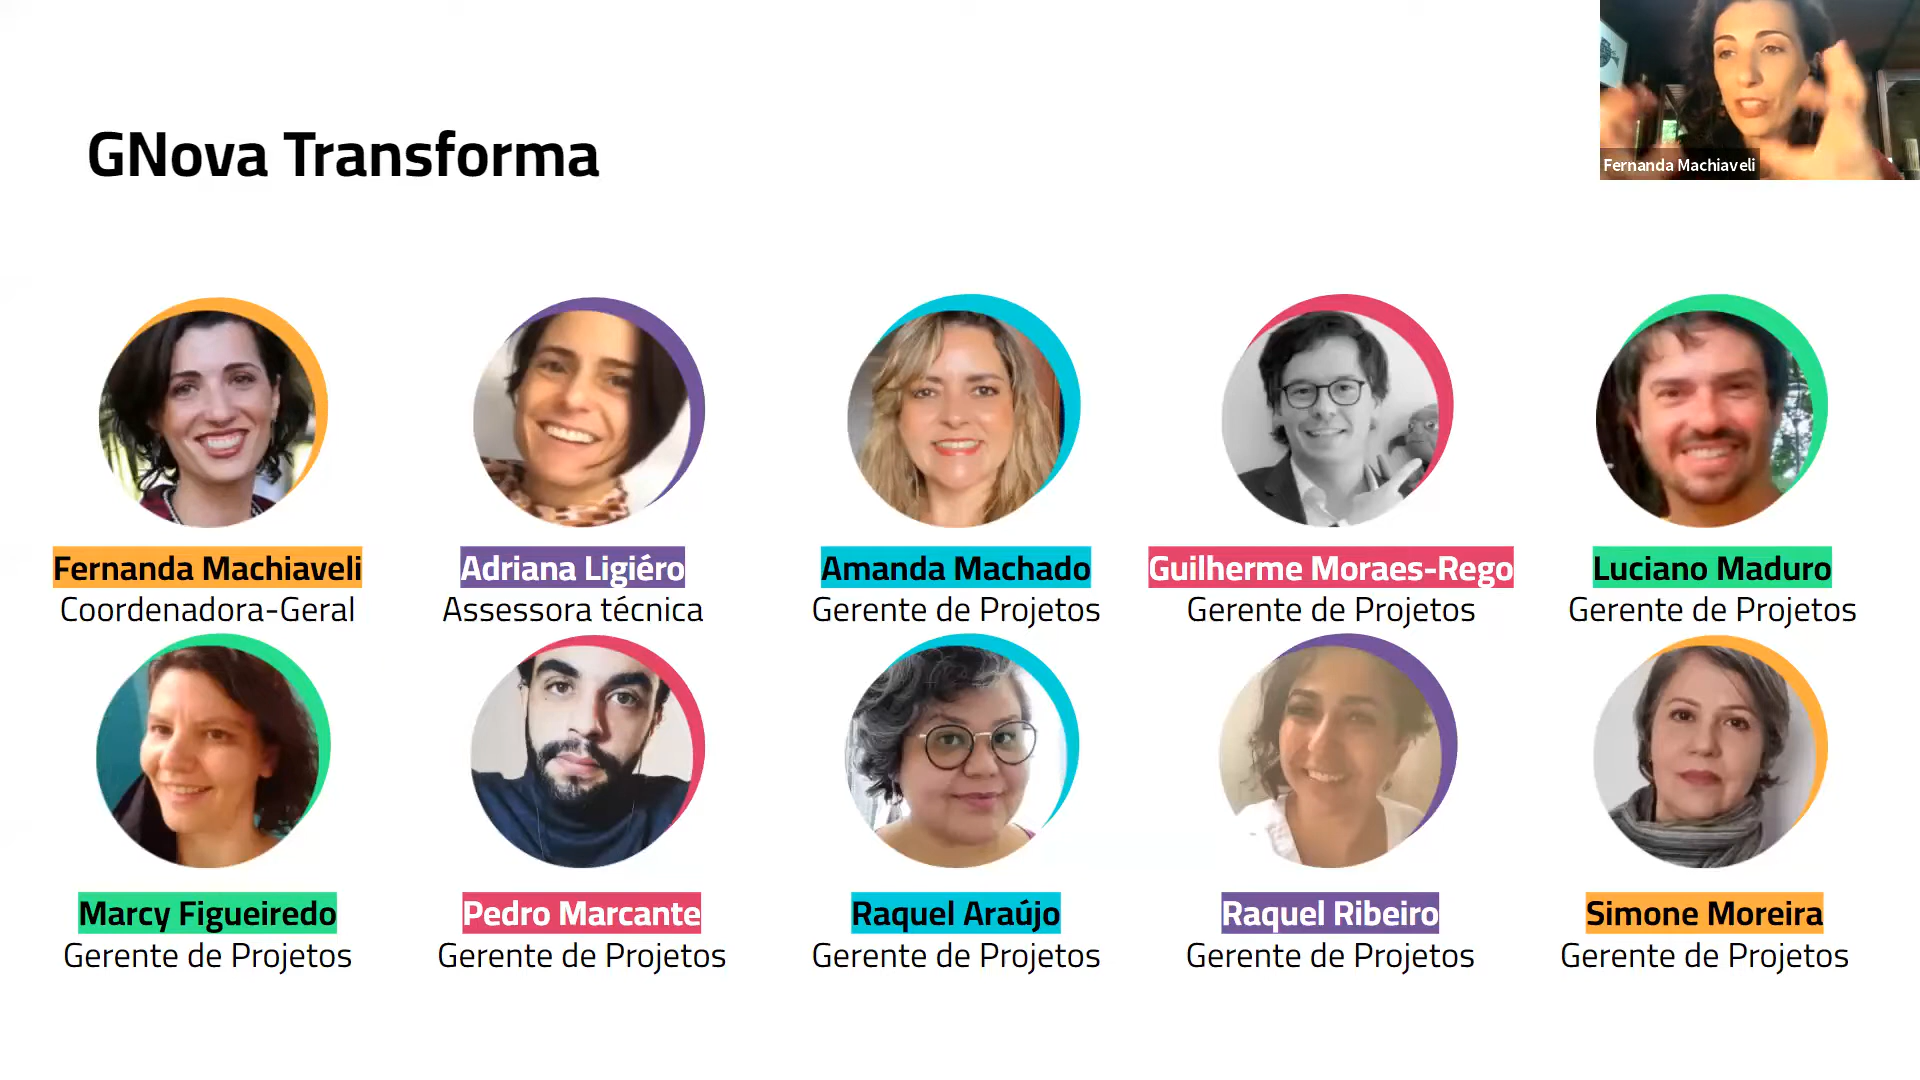 GNova Transforma
Fernanda Machiaveli
Fernanda Machiaveli
Coordenadora-Geral
Adriana Ligiéro
Assessora técnica
Amanda Machado
Gerente de Projetos
Guilherme Moraes-Rego
Gerente de Projetos
Luciano Maduro
Gerente de Projetos
Marcy Figueiredo
Gerente de Projetos
Pedro Marcante
Gerente de Projetos
Raquel Araújo
Gerente de Projetos
Raquel Ribeiro
Gerente de Projetos
Simone Moreira
Gerente de Projetos